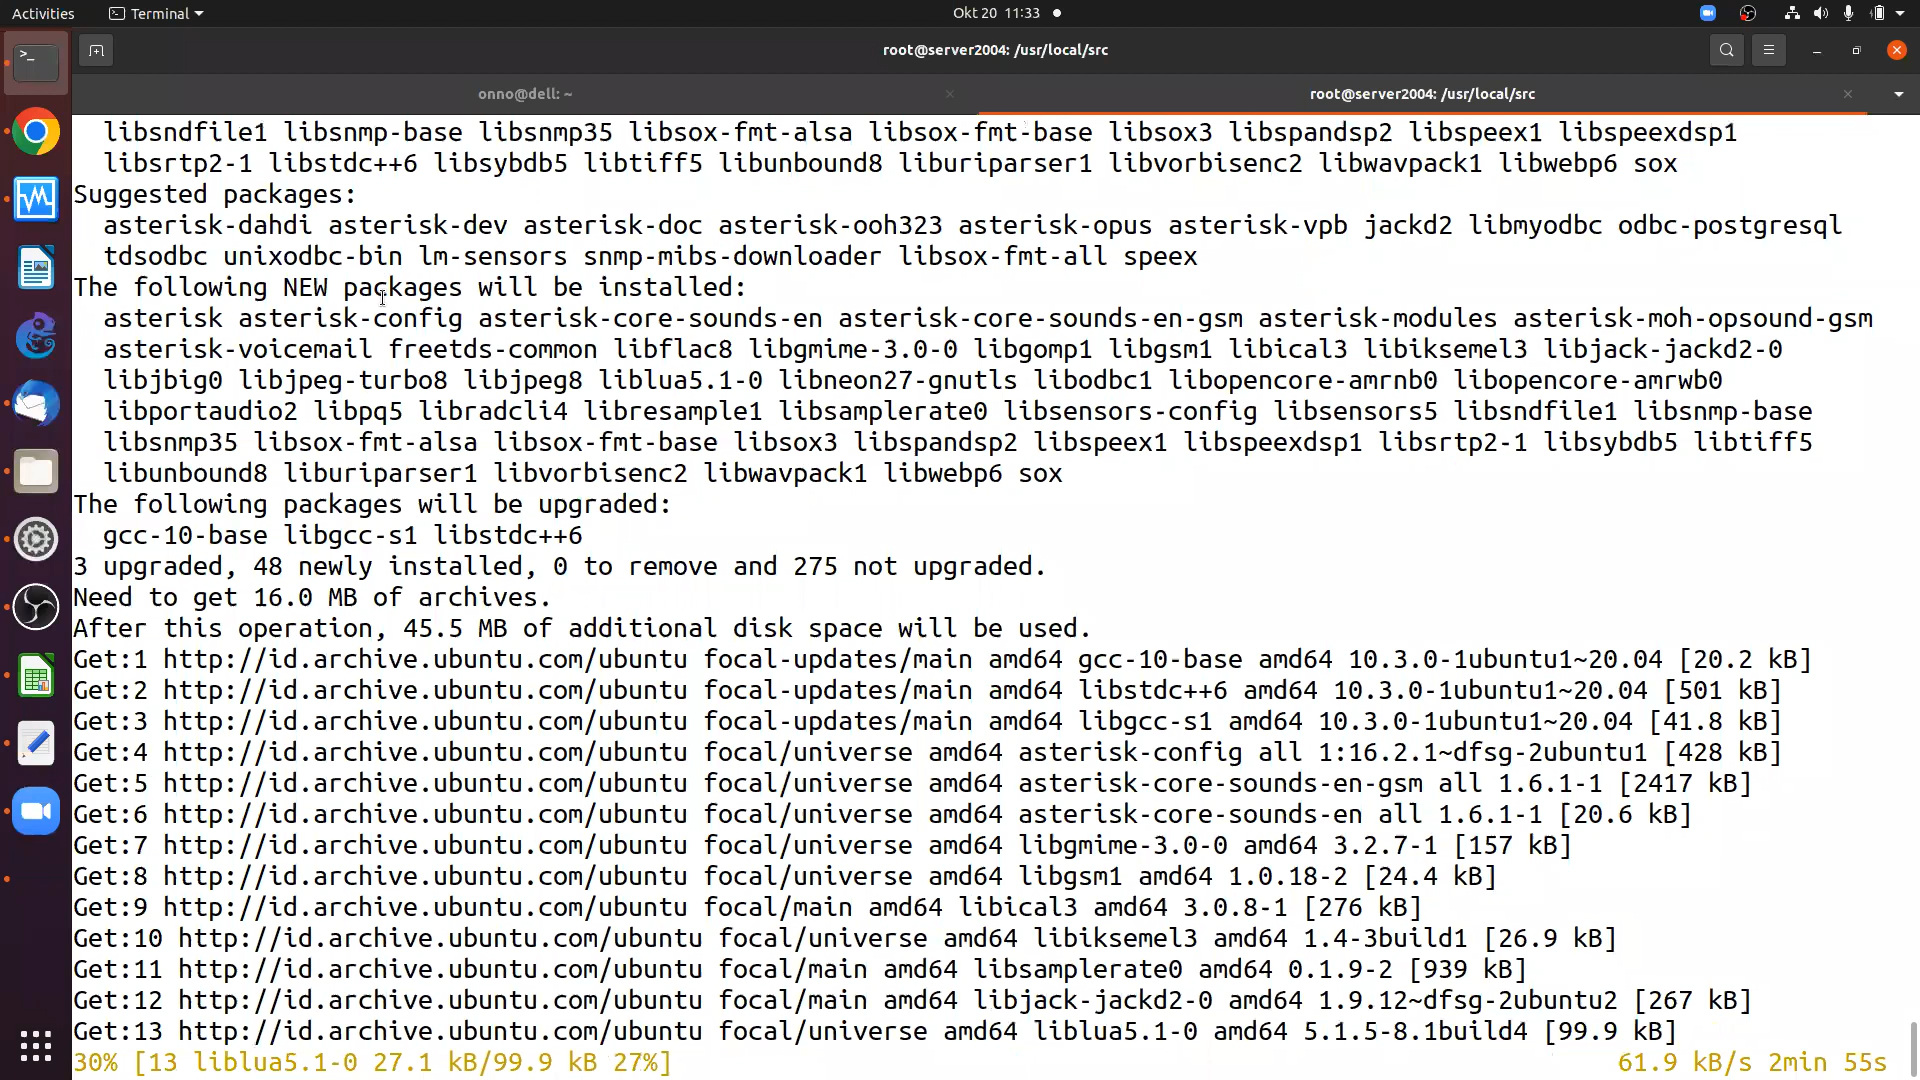 Activities Terminal Okt 20 11:33
root@server2004: /usr/local/src
onno@dell: ~ root@server2004: /usr/local/src
libsndfile1 libsnmp-base libsnmp35 libsox-fmt-alsa libsox-fmt-base libsox3 libspandsp2 libspeex1 libspeexdsp1
libsrtp2-1 libstdc++6 libsybdb5 libtiff5 libunbound8 liburiparser1 libvorbisenc2 libwavpack1 libwebp6 sox
Suggested packages:
asterisk-dahdi asterisk-dev asterisk-doc asterisk-ooh323 asterisk-opus asterisk-vpb jackd2 libmyodbc odbc-postgresql
tdsodbc unixodbc-bin lm-sensors snmp-mibs-downloader libsox-fmt-all speex
The following NEW packages will be installed:
asterisk asterisk-config asterisk-core-sounds-en asterisk-core-sounds-en-gsm asterisk-modules asterisk-moh-opsound-gsm
asterisk-voicemail freetds-common libflac8 libgmime-3.0-0 libgomp1 libgsm1 libical3 libiksemel3 libjack-jackd2-0
libjbig0 libjpeg-turbo8 libjpeg8 liblua5.1-0 libneon27-gnutls libodbc1 libopencore-amrnb0 libopencore-amrwb0
libportaudio2 libpq5 libradcli4 libresample1 libsamplerate0 libsensors-config libsensors5 libsndfile1 libsnmp-base
libsnmp35 libsox-fmt-alsa libsox-fmt-base libsox3 libspandsp2 libspeex1 libspeexdsp1 libsrtp2-1 libsybdb5 libtiff5
libunbound8 liburiparser1 libvorbisenc2 libwavpack1 libwebp6 sox
The following packages will be upgraded:
gcc-10-base libgcc-s1 libstdc++6
3 upgraded, 48 newly installed, 0 to remove and 275 not upgraded.
Need to get 16.0 MB of archives.
After this operation, 45.5 MB of additional disk space will be used.
Get:1 http://id.archive.ubuntu.com/ubuntu focal-updates/main amd64 gcc-10-base amd64 10.3.0-1ubuntu1~20.04 [20.2 kB]
Get:2 http://id.archive.ubuntu.com/ubuntu focal-updates/main amd64 libstdc++6 amd64 10.3.0-1ubuntu1~20.04 [501 kB]
Get:3 http://id.archive.ubuntu.com/ubuntu focal-updates/main amd64 libgcc-s1 amd64 10.3.0-1ubuntu1~20.04 [41.8 kB]
Get:4 http://id.archive.ubuntu.com/ubuntu focal/universe amd64 asterisk-config all 1:16.2.1~dfsg-2ubuntu1 [428 kB]
Get:5 http://id.archive.ubuntu.com/ubuntu focal/universe amd64 asterisk-core-sounds-en-gsm all 1.6.1-1 [2417 kB]
Get:6 http://id.archive.ubuntu.com/ubuntu focal/universe amd64 asterisk-core-sounds-en all 1.6.1-1 [20.6 kB]
Get:7 http://id.archive.ubuntu.com/ubuntu focal/universe amd64 libgmime-3.0-0 amd64 3.2.7-1 [157 kB]
Get:8 http://id.archive.ubuntu.com/ubuntu focal/universe amd64 libgsm1 amd64 1.0.18-2 [24.4 kB]
Get:9 http://id.archive.ubuntu.com/ubuntu focal/main amd64 libical3 amd64 3.0.8-1 [276 kB]
Get:10 http://id.archive.ubuntu.com/ubuntu focal/universe amd64 libiksemel3 amd64 1.4-3build1 [26.9 kB]
Get:11 http://id.archive.ubuntu.com/ubuntu focal/main amd64 libsamplerate0 amd64 0.1.9-2 [939 kB]
Get:12 http://id.archive.ubuntu.com/ubuntu focal/main amd64 libjack-jackd2-0 amd64 1.9.12~dfsg-2ubuntu2 [267 kB]
Get:13 http://id.archive.ubuntu.com/ubuntu focal/universe amd64 liblua5.1-0 amd64 5.1.5-8.1build4 [99.9 kB]
30% [13 liblua5.1-0 27.1 kB/99.9 kB 27%] 61.9 kB/s 2min 55s